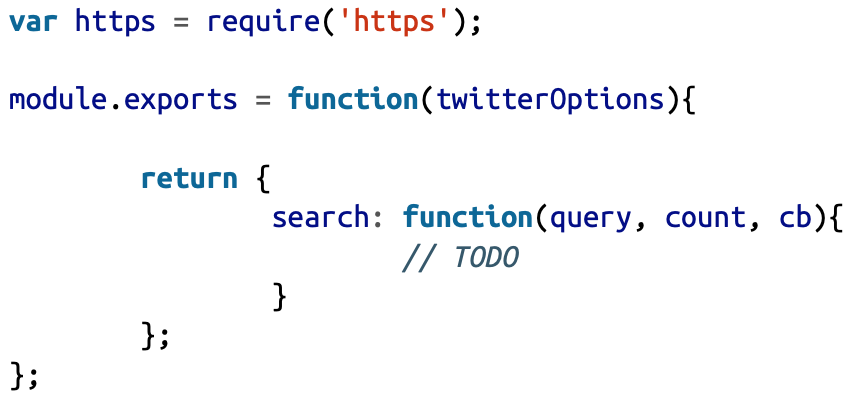 var https = require('https');
module.exports = function(twitterOptions){
return {
search: function(query, count, cb){
// TODO
}
};
};